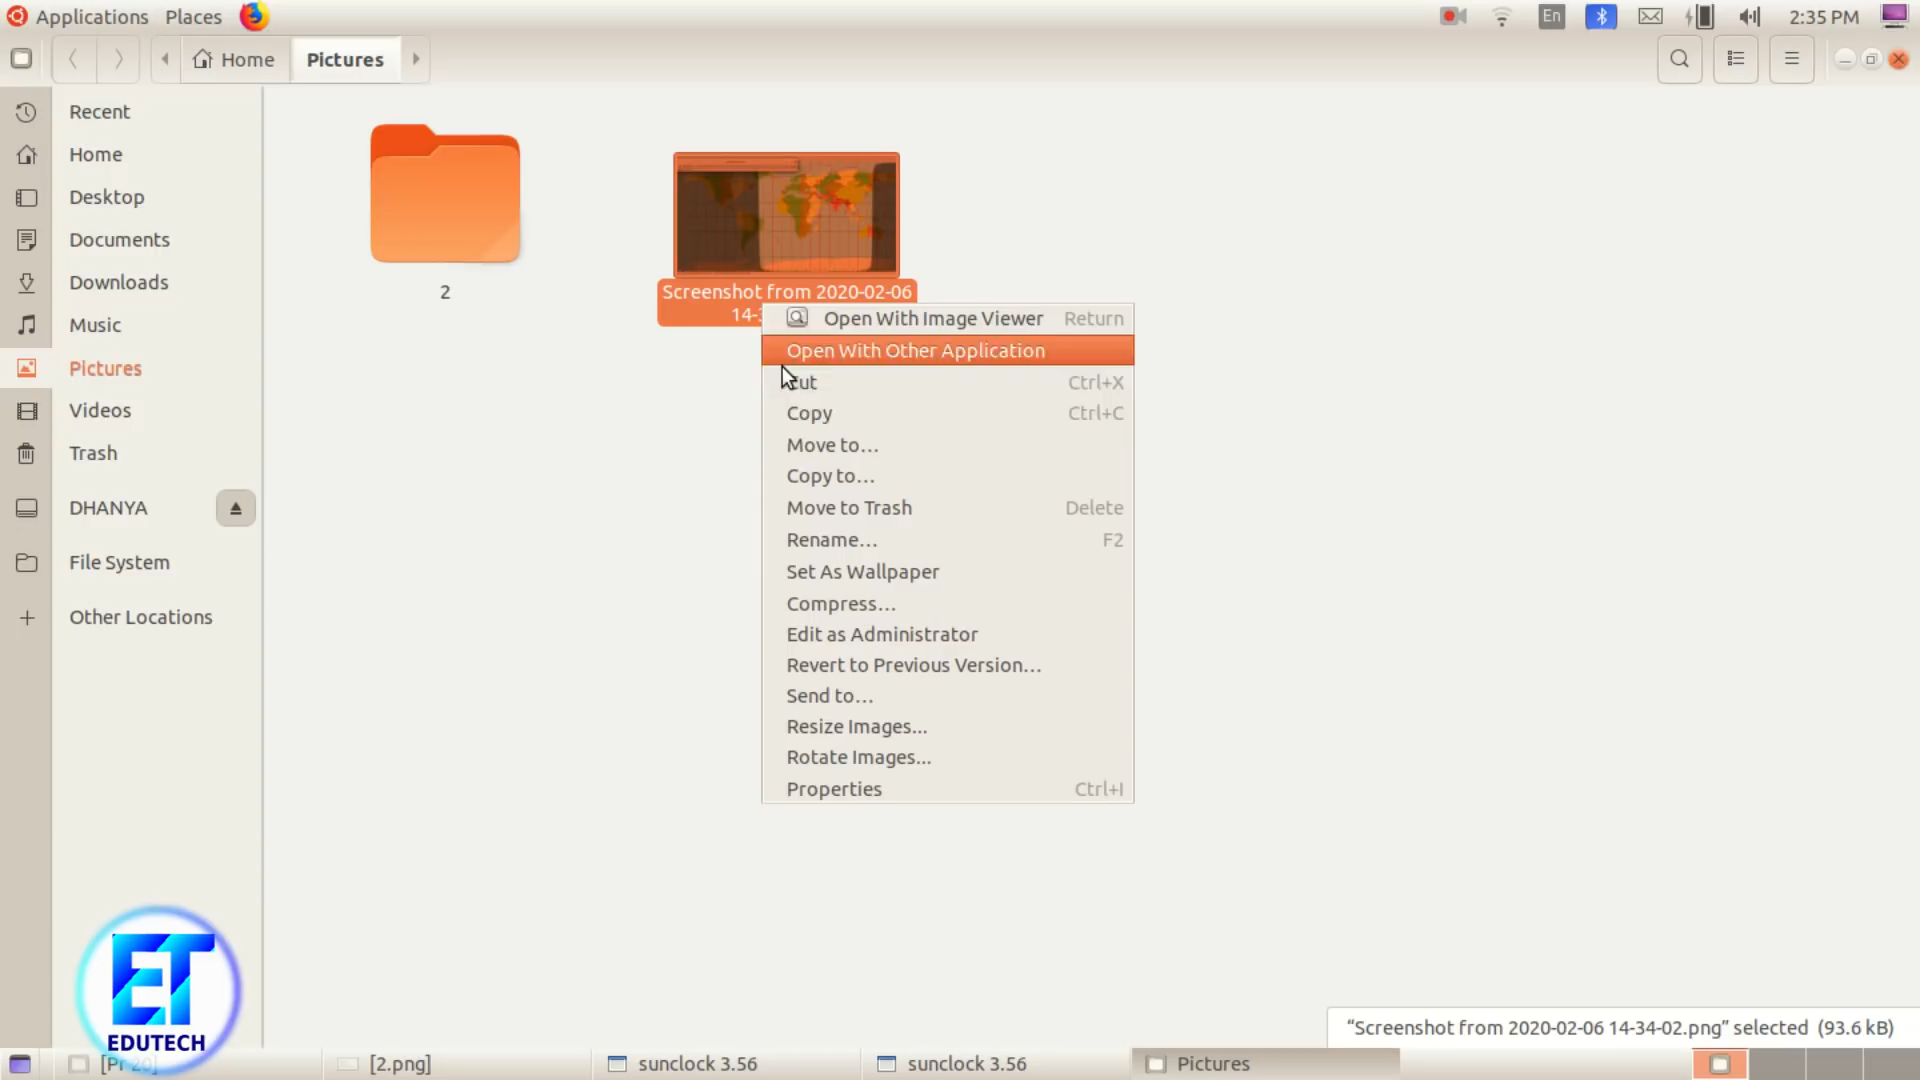 Applications Places
En
2:35 PM
Home
Pictures
Recent
Home
Desktop
Documents
Downloads
Music
Pictures
Videos
Trash
DHANYA
File System
Other Locations
2
Screenshot from 2020-02-06
Open With Image Viewer Return
Open With Other Application
Ctrl+X
Copy Ctrl+C
Move to...
Copy to...
Move to Trash Delete
Rename... F2
Set As Wallpaper
Compress...
Edit as Administrator
Revert to Previous Version...
Send to...
Resize Images...
Rotate Images...
Properties Ctrl+I
ET
EDUTECH
"Screenshot from 2020-02-06 14-34-02.png" selected (93.6 kB)
[2.png]
sunclock 3.56
sunclock 3.56
Pictures